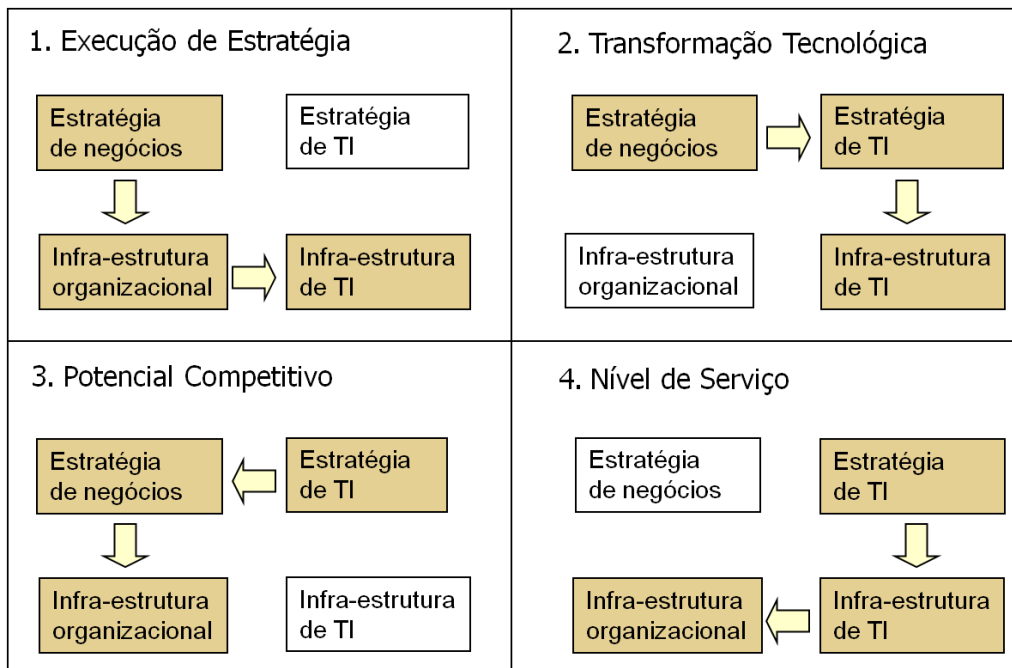 1. Execução de Estratégia
Estratégia
de negócios
Estratégia
de TI
Infra-estrutura
organizacional
Infra-estrutura
de TI
2. Transformação Tecnológica
Estratégia
de negócios
Estratégia
de TI
Infra-estrutura
organizacional
Infra-estrutura
de TI
3. Potencial Competitivo
Estratégia
de negócios
Estratégia
de TI
Infra-estrutura
organizacional
Infra-estrutura
de TI
4. Nível de Serviço
Estratégia
de negócios
Estratégia
de TI
Infra-estrutura
organizacional
Infra-estrutura
de TI